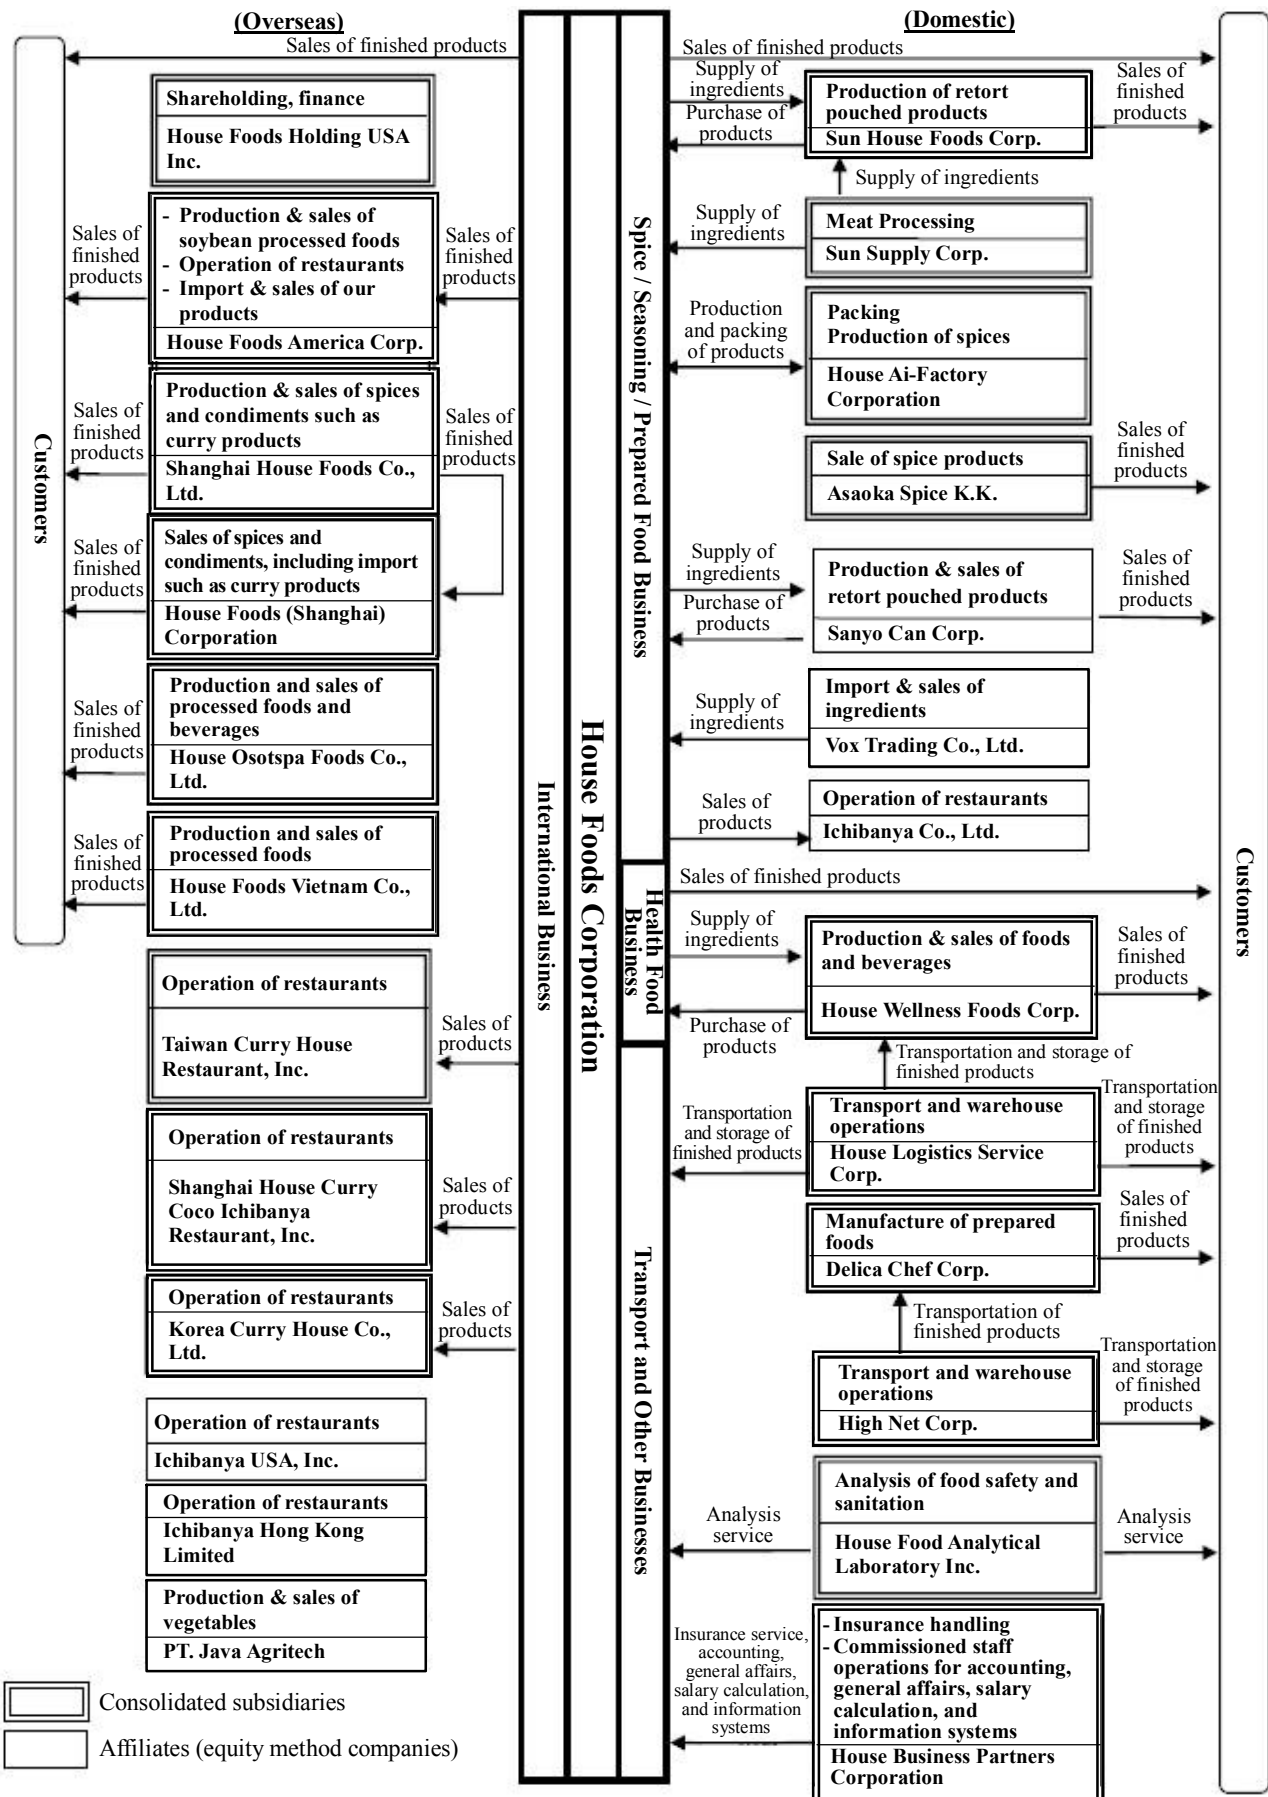 (Overseas)
Sales of finished products
Customers
Shareholding, finance
House Foods Holding USA
Inc.
Sales of
finished
products
- Production & sales of
soybean processed foods
- Operation of restaurants
- Import & sales of our
products
House Foods America Corp.
Sales of
finished
products
Sales of
finished
products
Production & sales of spices
and condiments such as
curry products
Shanghai House Foods Co.,
Ltd.
Sales of
finished
products
Sales of
finished
products
Sales of spices and
condiments, including import
such as curry products
House Foods (Shanghai)
Corporation
Sales of
finished
products
Production and sales of
processed foods and
beverages
House Osotspa Foods Co.,
Ltd.
Sales of
finished
products
Production and sales of
processed foods
House Foods Vietnam Co.,
Ltd.
Operation of restaurants
Taiwan Curry House
Restaurant, Inc.
Sales of
products
Operation of restaurants
Shanghai House Curry
Coco Ichibanya
Restaurant, Inc.
Sales of
products
Operation of restaurants
Korea Curry House Co.,
Ltd.
Sales of
products
Operation of restaurants
Ichibanya USA, Inc.
Operation of restaurants
Ichibanya Hong Kong
Limited
Production & sales of
vegetables
PT. Java Agritech
Consolidated subsidiaries
Affiliates (equity method companies)
International Business
House Foods Corporation
Spice / Seasoning / Prepared Food Business
Health Food
Business
Transport and Other Businesses
(Domestic)
Sales of finished products
Supply of
ingredients
Purchase of
products
Production of retort
pouched products
Sun House Foods Corp.
Sales of
finished
products
Supply of ingredients
Supply of
ingredients
Meat Processing
Sun Supply Corp.
Production
and packing
of products
Packing
Production of spices
House Ai-Factory
Corporation
Sale of spice products
Asaoka Spice K.K.
Sales of
finished
products
Supply of
ingredients
Purchase of
products
Production & sales of
retort pouched products
Sanyo Can Corp.
Sales of
finished
products
Supply of
ingredients
Import & sales of
ingredients
Vox Trading Co., Ltd.
Sales of
products
Operation of restaurants
Ichibanya Co., Ltd.
Sales of finished products
Supply of
ingredients
Purchase of
products
Production & sales of foods
and beverages
House Wellness Foods Corp.
Sales of
finished
products
Transportation and storage of
finished products
Transportation
and storage of
finished products
Transport and warehouse
operations
House Logistics Service
Corp.
Transportation
and storage
of finished
products
Manufacture of prepared
foods
Delica Chef Corp.
Sales of
finished
products
Transportation of
finished products
Transport and warehouse
operations
High Net Corp.
Transportation
and storage
of finished
products
Analysis
service
Analysis of food safety and
sanitation
House Food Analytical
Laboratory Inc.
Analysis
service
Insurance service,
accounting,
general affairs,
salary calculation,
and information
systems
- Insurance handling
- Commissioned staff
operations for accounting,
general affairs, salary
calculation, and
information systems
House Business Partners
Corporation
Customers